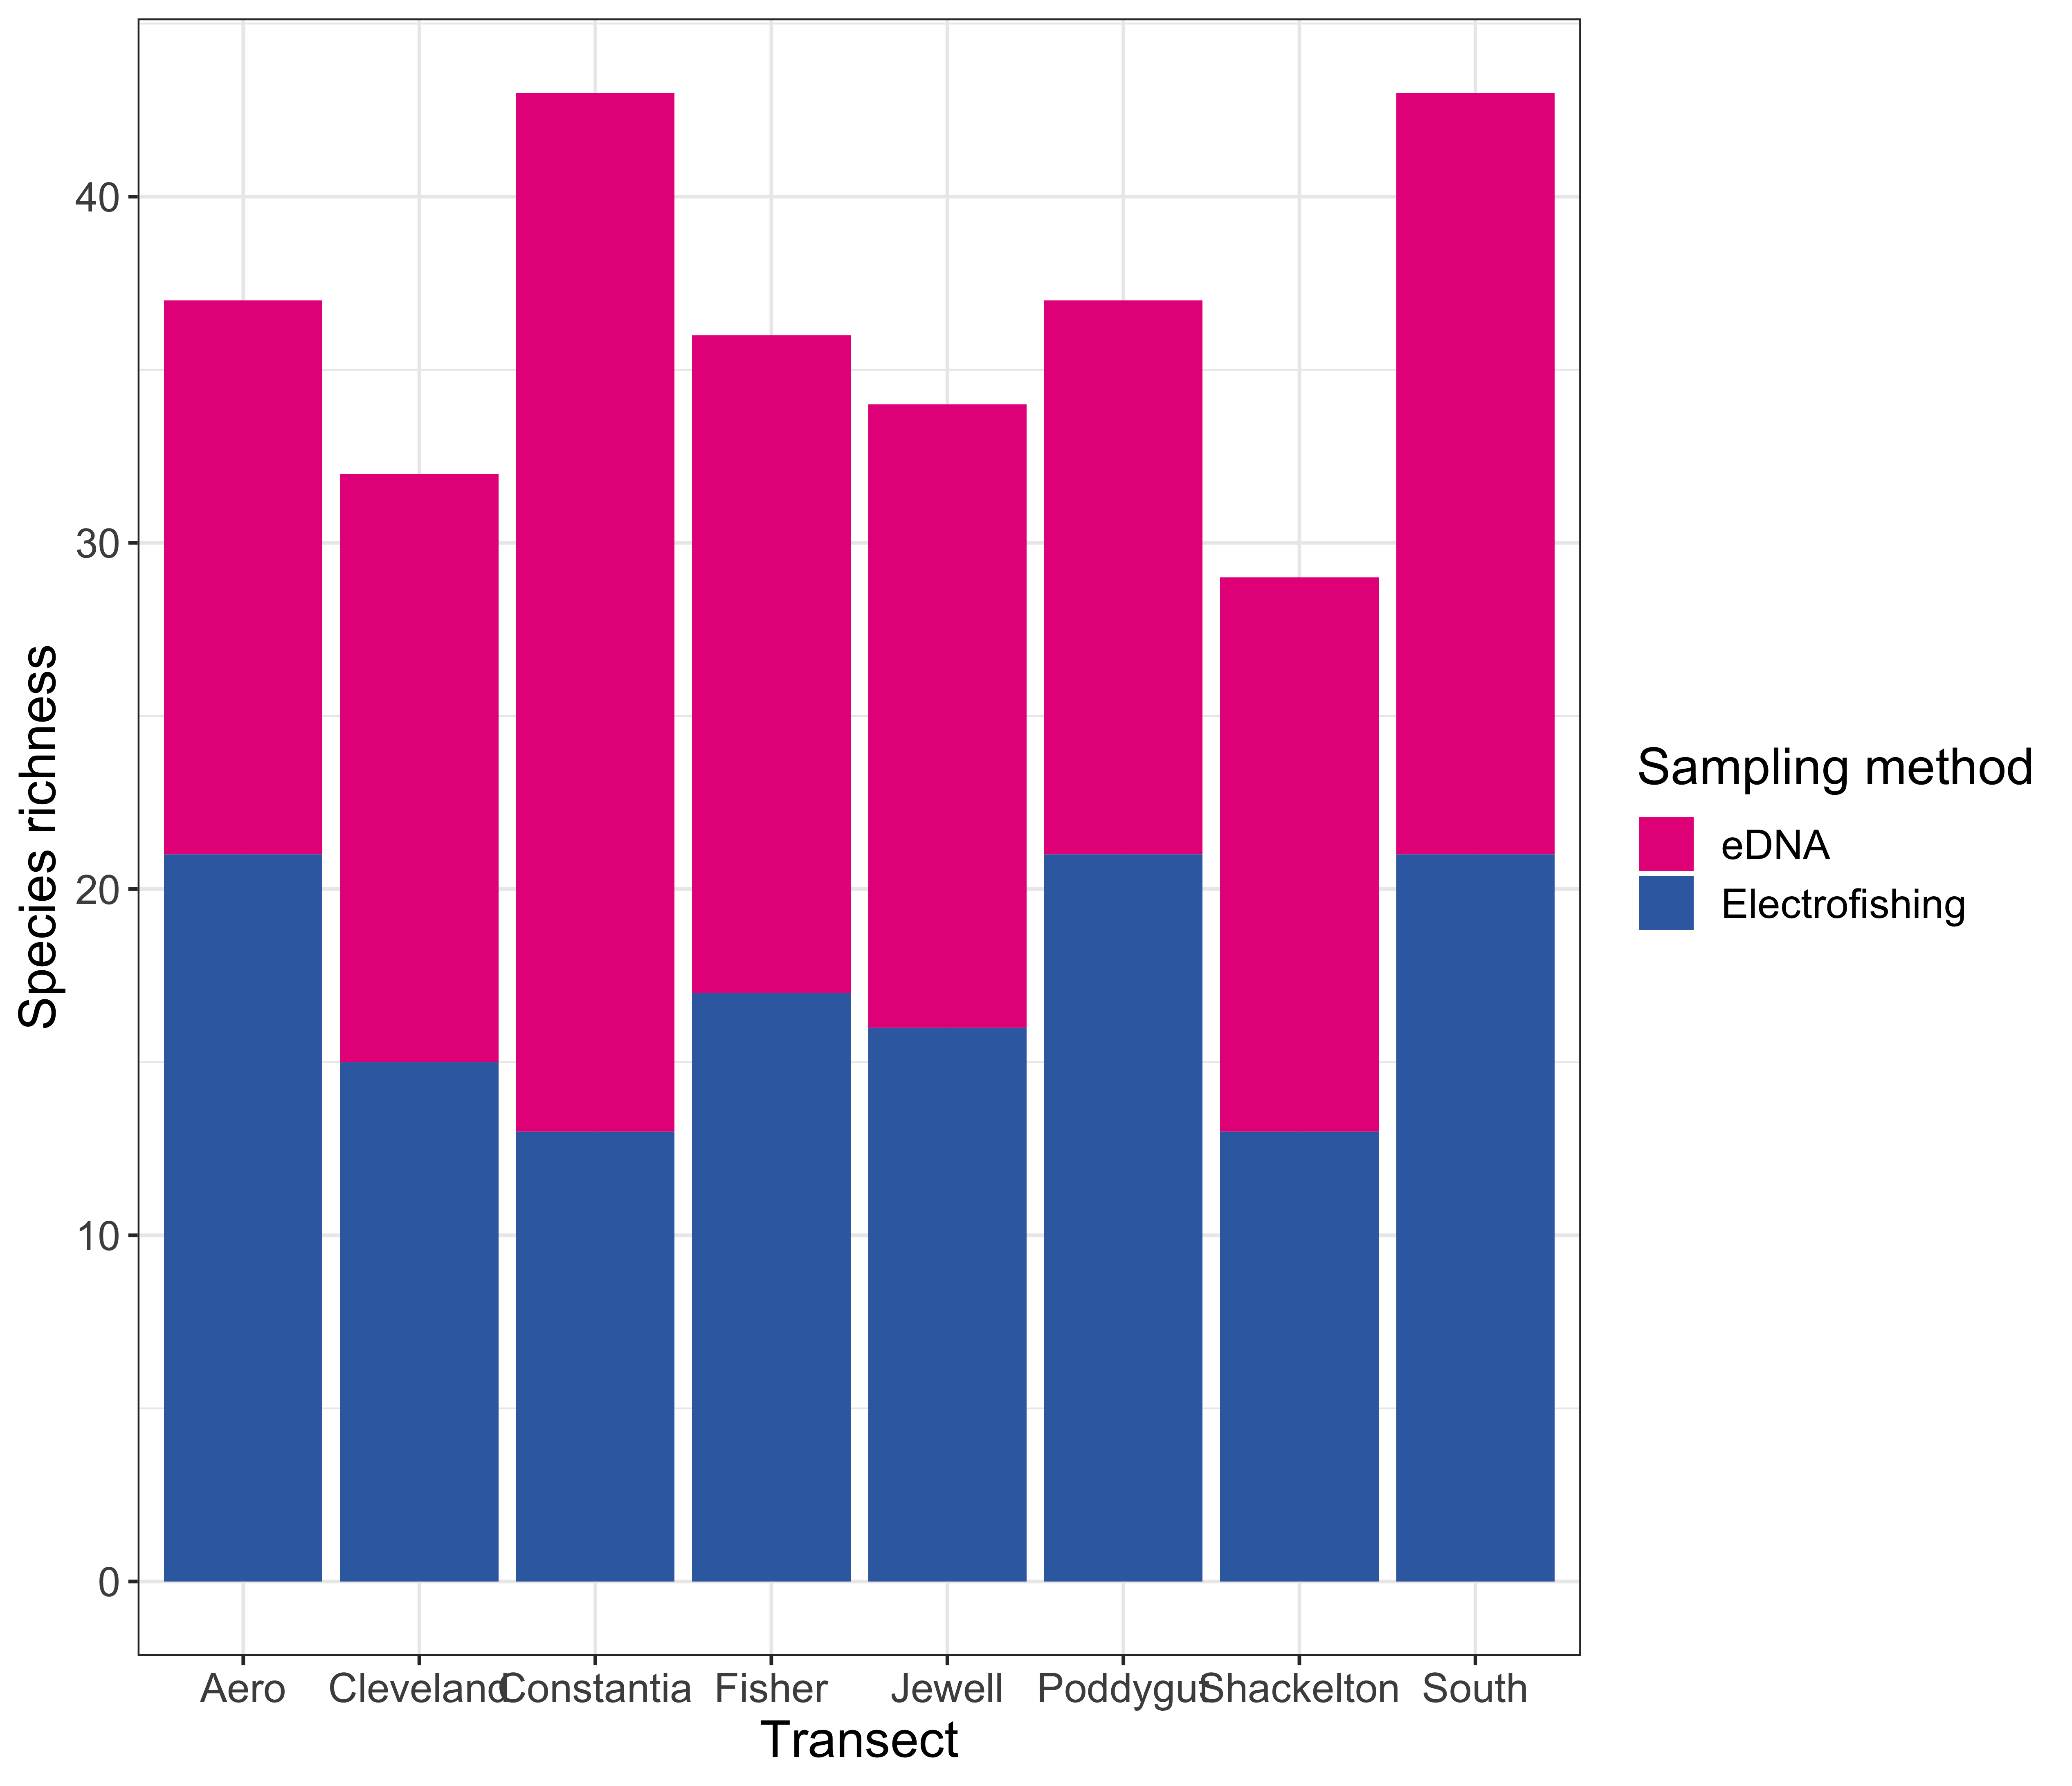 Species richness
40
30
20
10
0
Aero Cleveland Constantia Fisher Jewell Poddygut Shackelton South
Transect
Sampling method
eDNA
Electrofishing